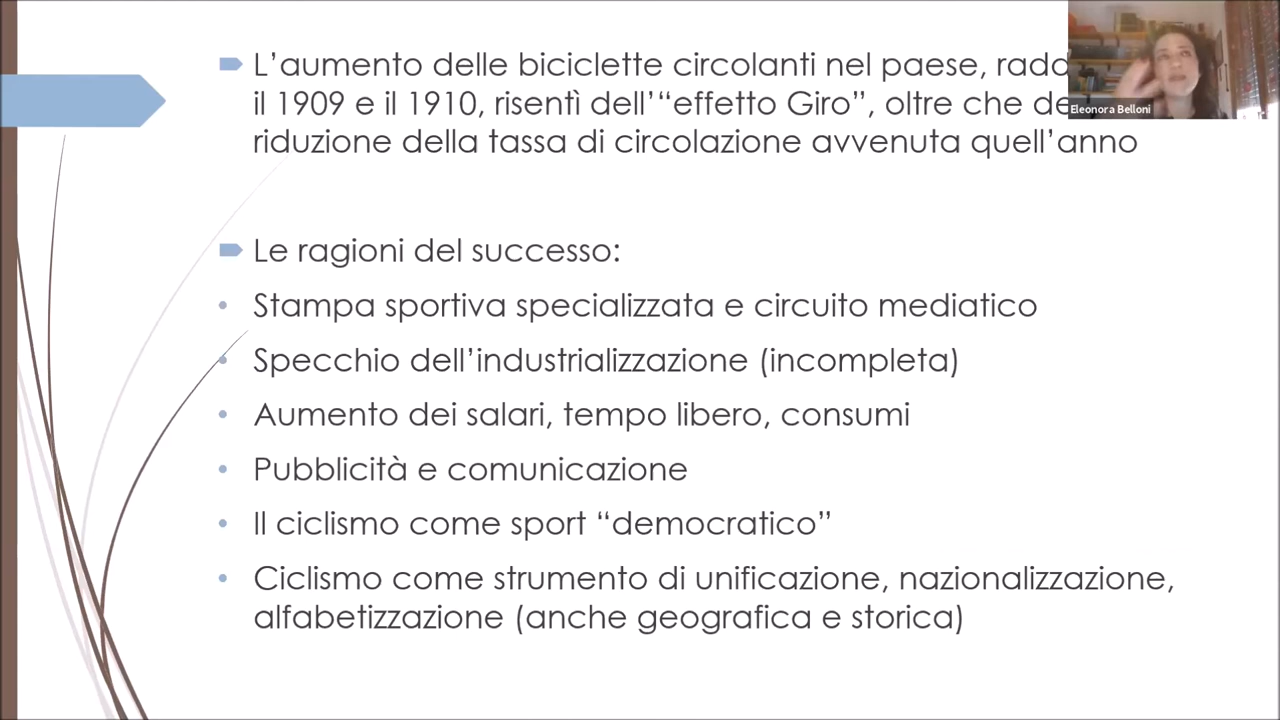 L’aumento delle biciclette circolanti nel paese,
il 1909 e il 1910, risentì dell’“effetto Giro”, oltre che
riduzione della tassa di circolazione avvenuta quell’anno
Le ragioni del successo:
Stampa sportiva specializzata e circuito mediatico
Specchio dell’industrializzazione (incompleta)
Aumento dei salari, tempo libero, consumi
Pubblicità e comunicazione
Il ciclismo come sport “democratico”
Ciclismo come strumento di unificazione, nazionalizzazione,
alfabetizzazione (anche geografica e storica)
Eleonora Belloni